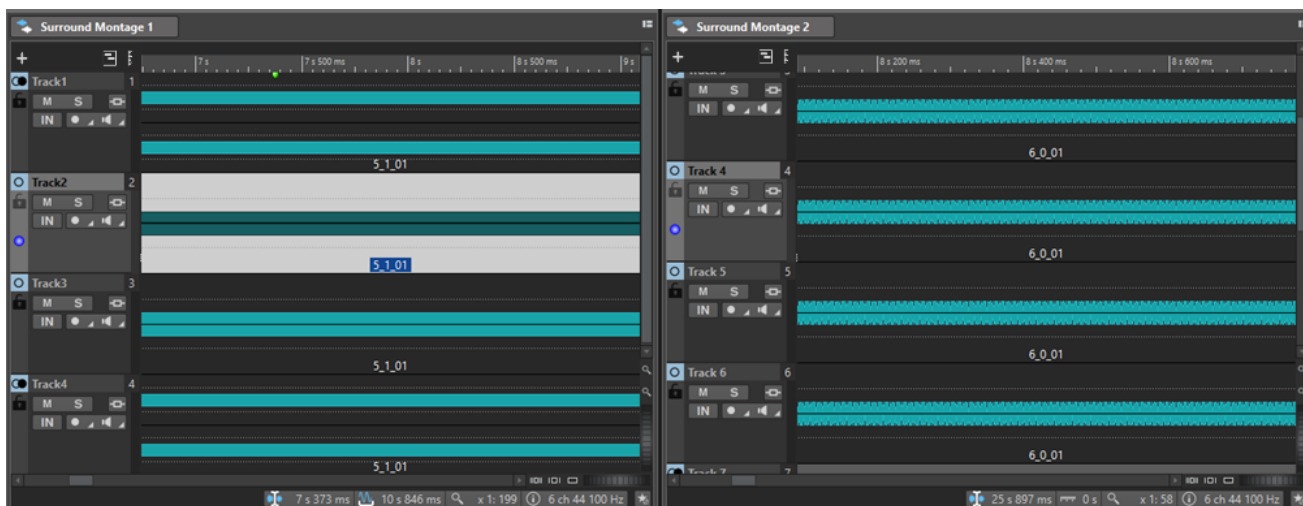 Surround Montage 1
7 s
7 s 500 ms
8 s
8 s 500 ms
9 s
Track1 1
M S
IN
5_1_01
Track2 2
M S
IN
5_1_01
Track3 3
M S
IN
5_1_01
Track4 4
M S
IN
5_1_01
7 s 373 ms 10 s 846 ms x 1: 199 6 ch 44 100 Hz
Surround Montage 2
8 s 200 ms
8 s 400 ms
8 s 600 ms
M S
IN
6_0_01
Track 4 4
M S
IN
6_0_01
Track 5 5
M S
IN
6_0_01
Track 6 6
M S
IN
6_0_01
Track 7 7
25 s 897 ms 0 s x 1: 58 6 ch 44 100 Hz